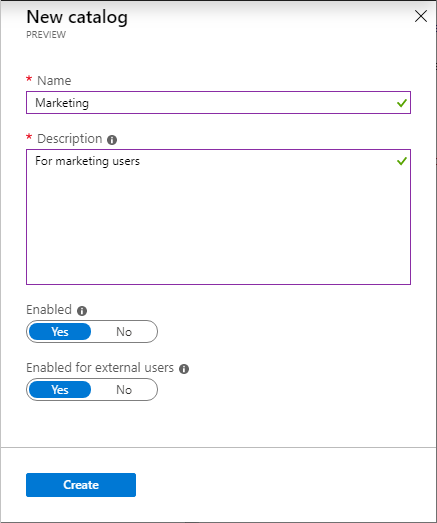 New catalog
PREVIEW
* Name
Marketing
* Description
For marketing users
Enabled
Yes No
Enabled for external users
Yes No
Create